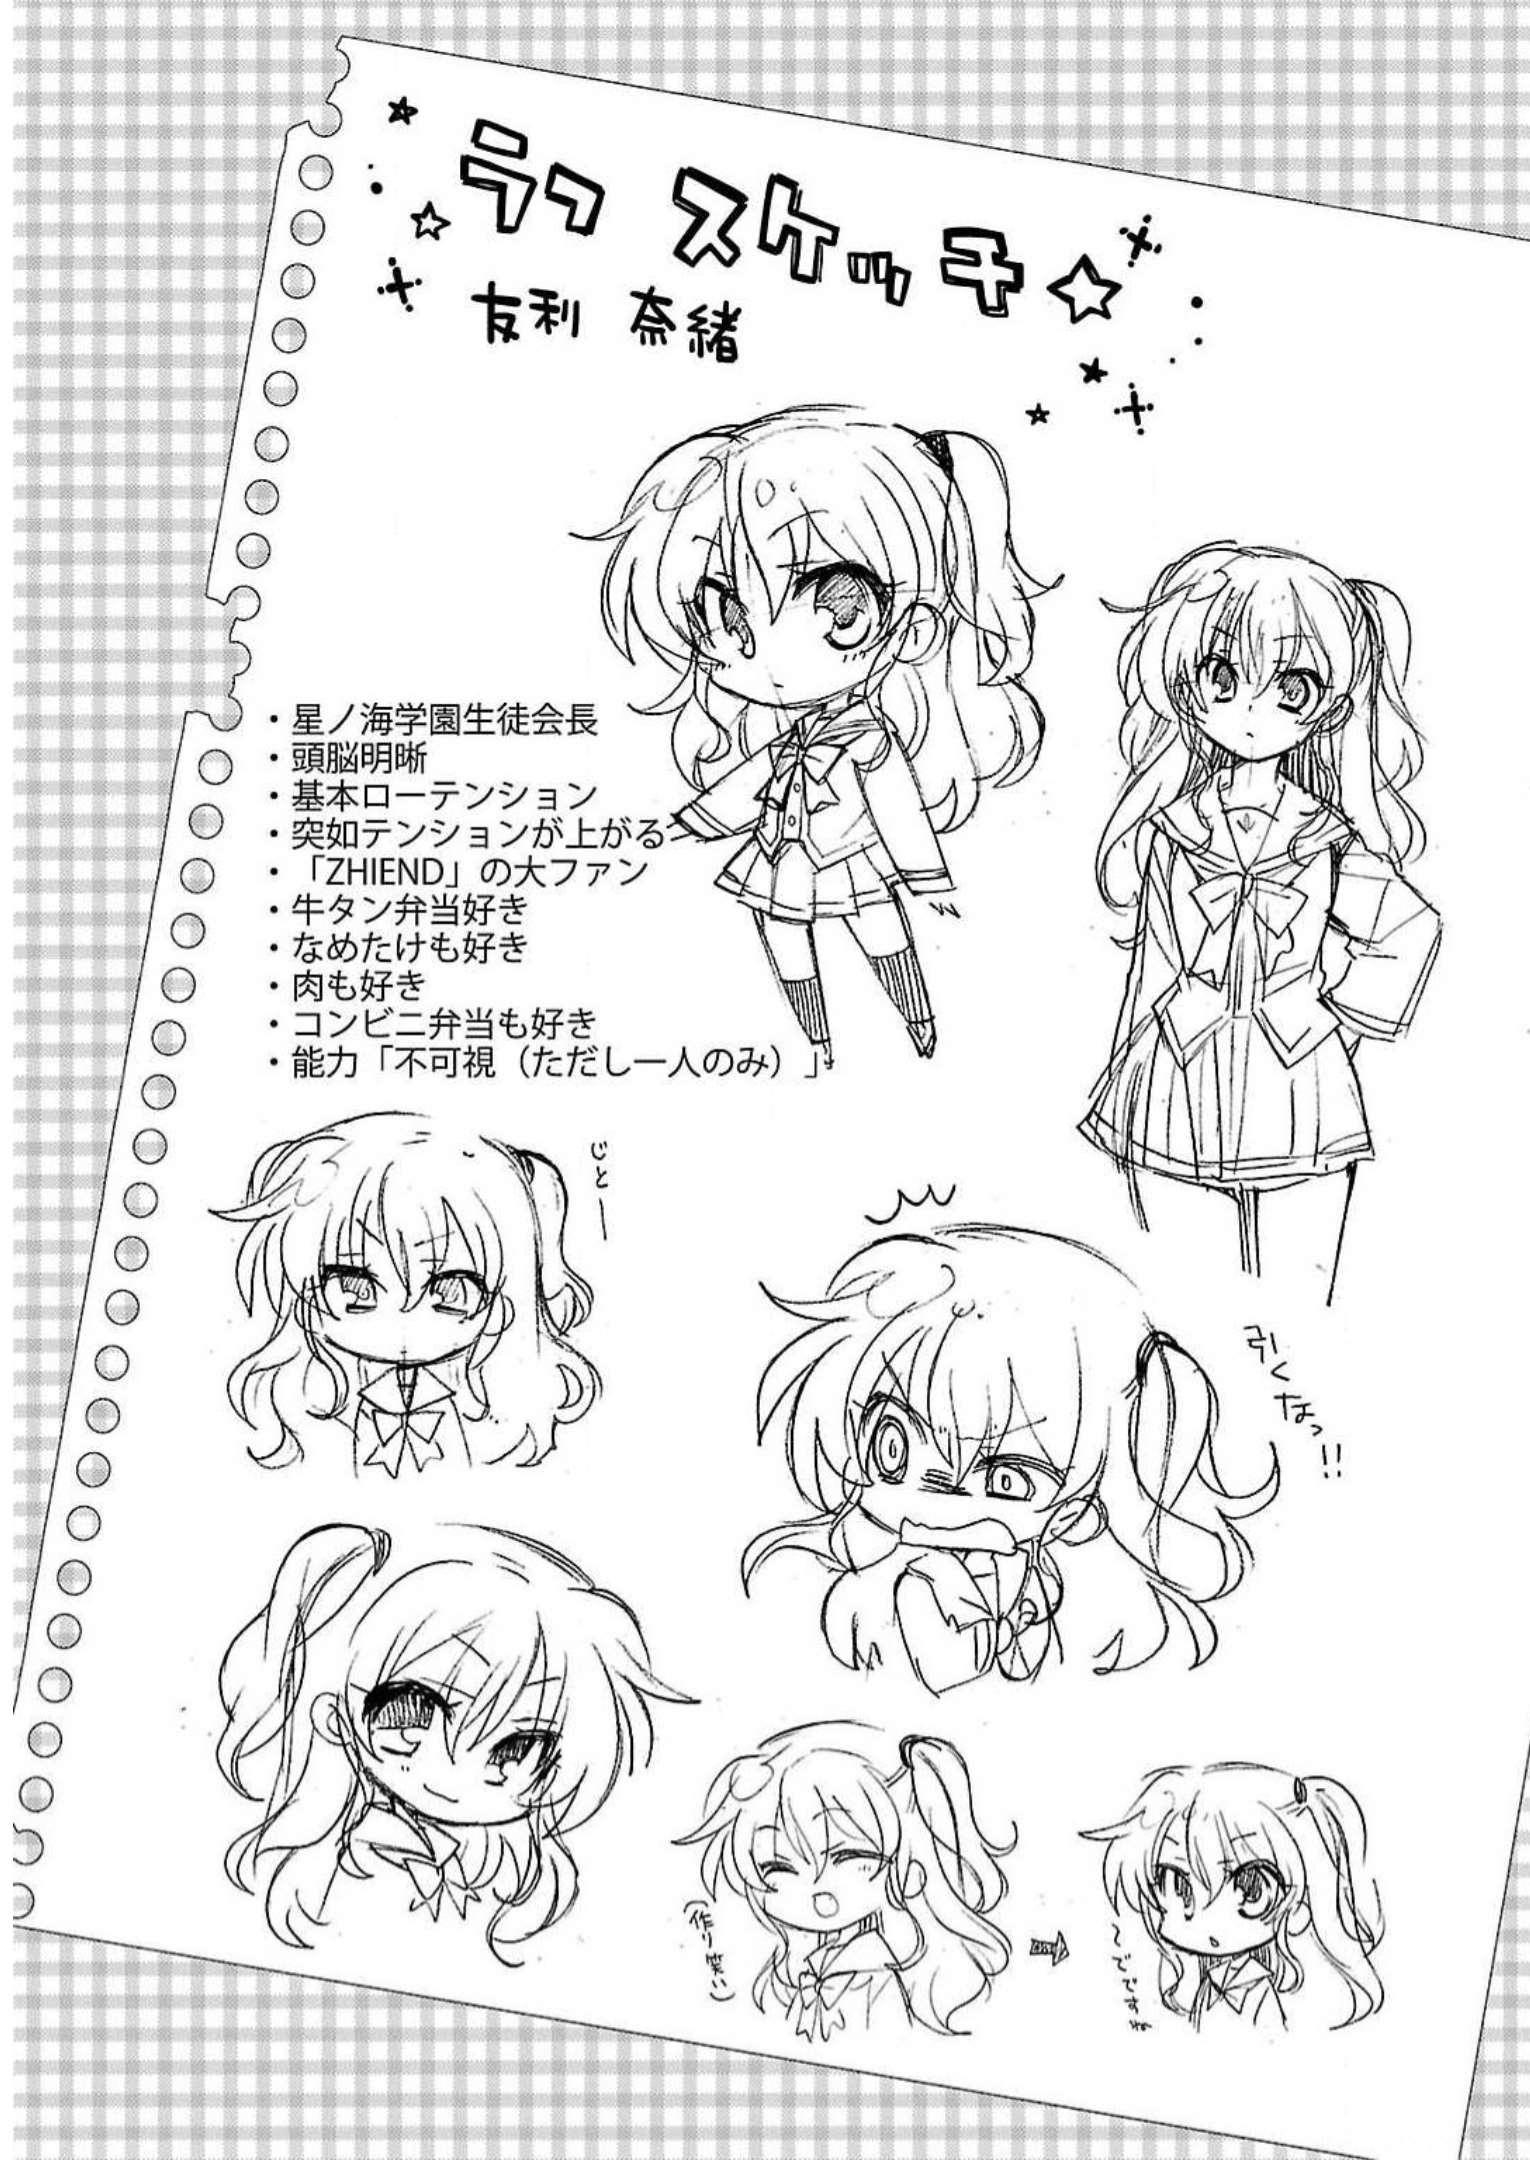 ラフ スケッチ☆
友利 奈緒
・星ノ海学園生徒会長
・頭脳明晰
・基本ローテンション
・突如テンションが上がる
・「ZHIEND」の大ファン
・牛タン弁当好き
・なめたけも好き
・肉も好き
・コンビニ弁当も好き
・能力「不可視（ただし一人のみ）」
じとー
引くなっ!!
(作り笑い)
〜でですね